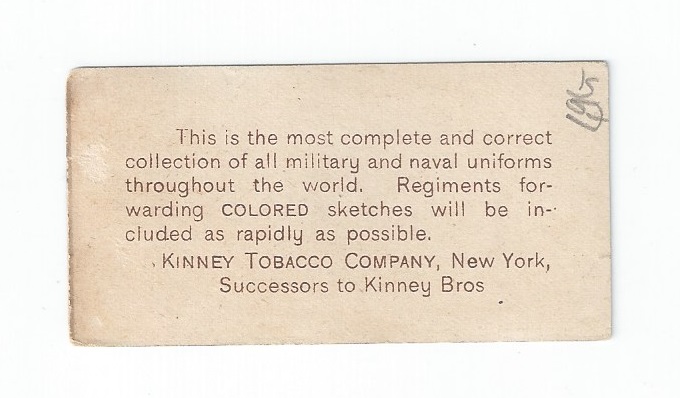 This is the most complete and correct
collection of all military and naval uniforms
throughout the world. Regiments for-
warding COLORED sketches will be in-
cluded as rapidly as possible.
KINNEY TOBACCO COMPANY, New York,
Successors to Kinney Bros